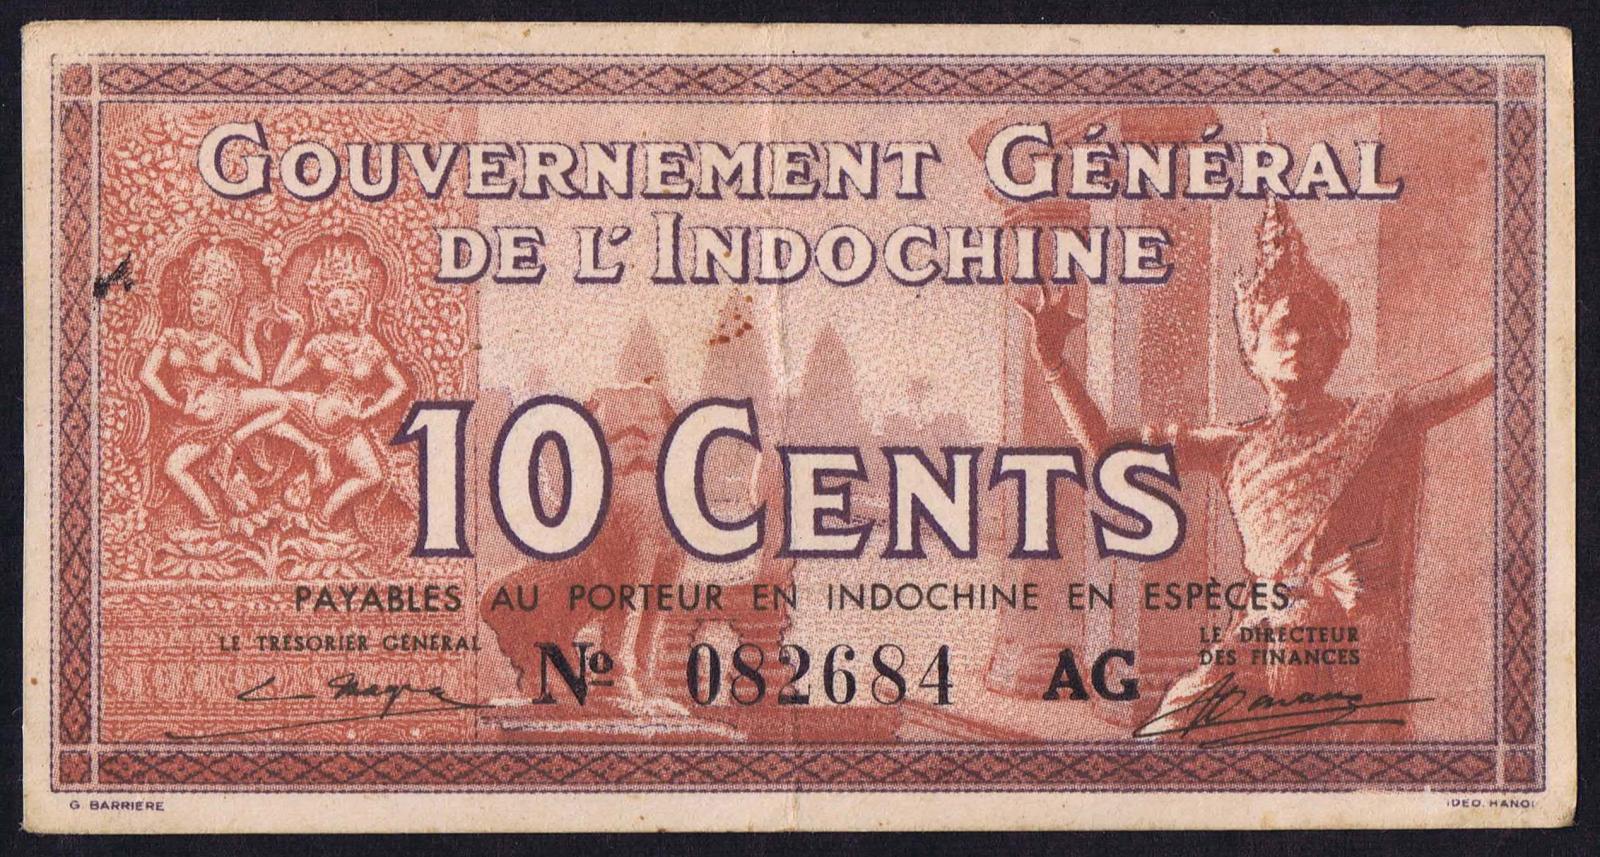 GOUVERNEMENT GÉNÉRAL
DE L'INDOCHINE
10 CENTS
PAYABLES AU PORTEUR EN INDOCHINE EN ESPÈCES
LE TRÉSORIER GÉNÉRAL
LE DIRECTEUR
DES FINANCES
Nº 082684 AG
G. BARRIERE
IDEO. HANOI